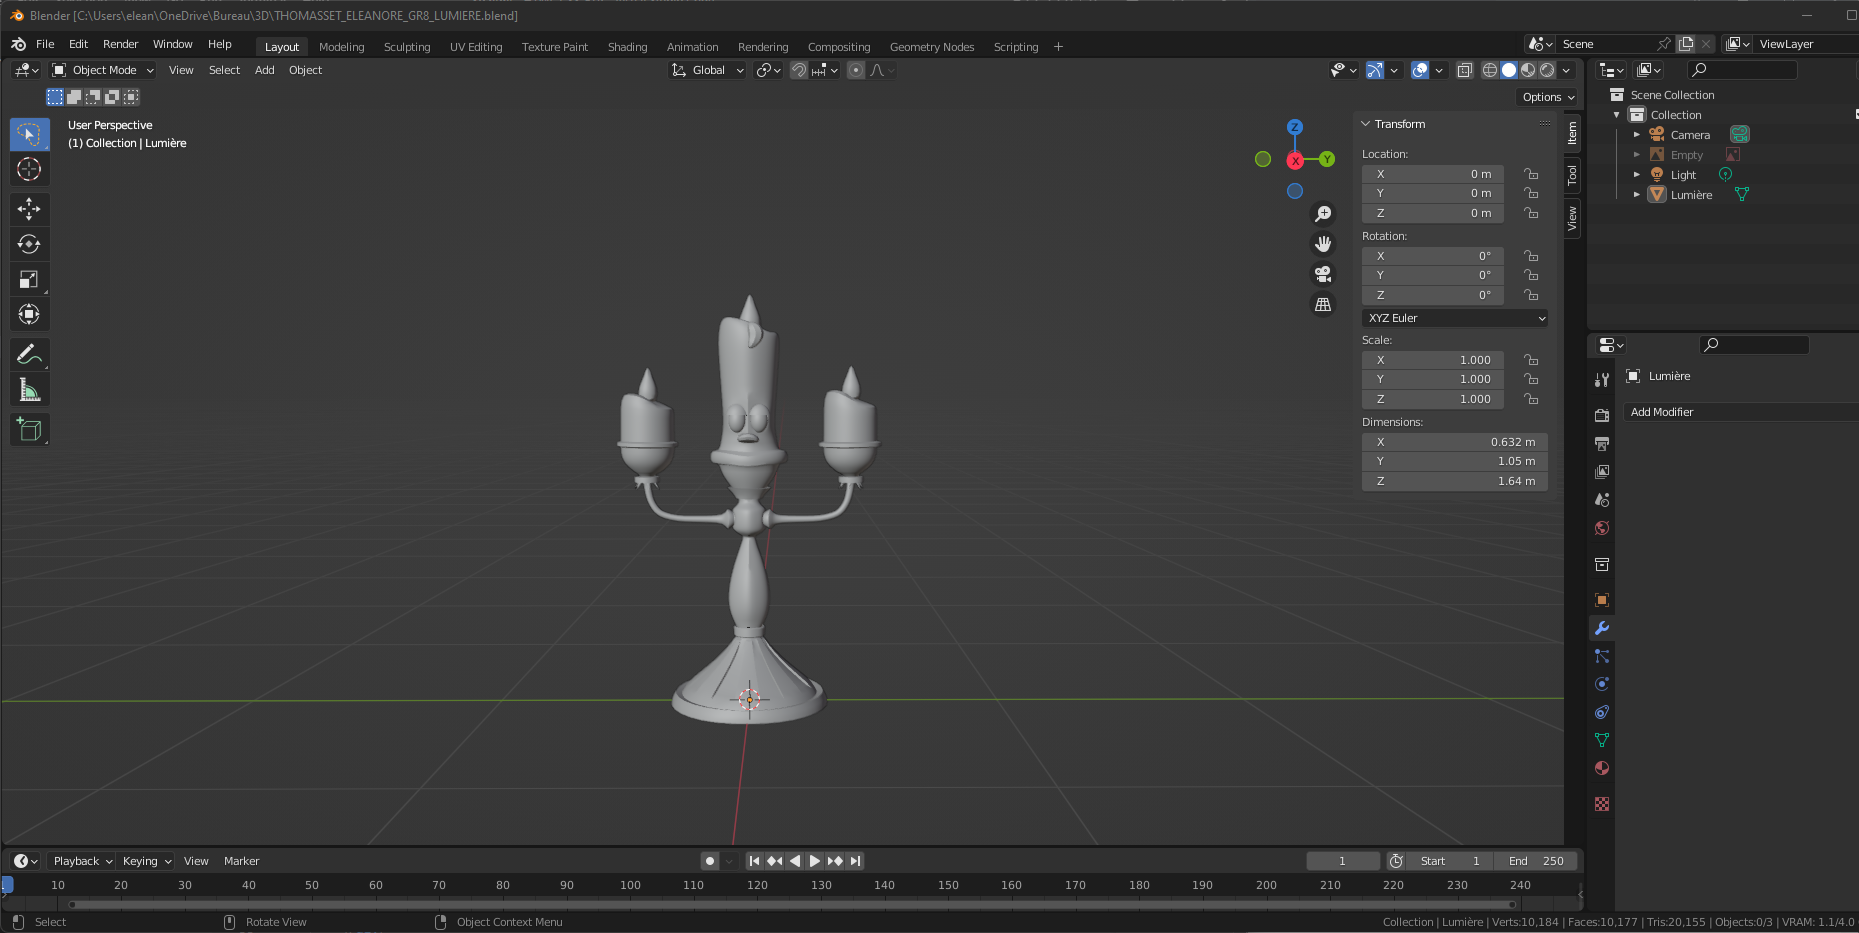 Blender [C:\Users\elean\OneDrive\Bureau\3D\THOMASSET_ELEANORE_GR8_LUMIERE.blend]
File Edit Render Window Help Layout Modeling Sculpting UV Editing Texture Paint Shading Animation Rendering Compositing Geometry Nodes Scripting + Scene ViewLayer
Object Mode View Select Add Object Global
Options
User Perspective
(1) Collection | Lumière
Z
Y
X
Transform
Location:
X 0 m
Y 0 m
Z 0 m
Rotation:
X 0°
Y 0°
Z 0°
XYZ Euler
Scale:
X 1.000
Y 1.000
Z 1.000
Dimensions:
X 0.632 m
Y 1.05 m
Z 1.64 m
Item
Tool
View
Scene Collection
Collection
Camera
Empty
Light
Lumière
Lumière
Add Modifier
Playback Keying View Marker 1 Start 1 End 250
1 10 20 30 40 50 60 70 80 90 100 110 120 130 140 150 160 170 180 190 200 210 220 230 240
Select Rotate View Object Context Menu Collection | Lumière | Verts:10,184 | Faces:10,177 | Tris:20,155 | Objects:0/3 | VRAM: 1.1/4.0